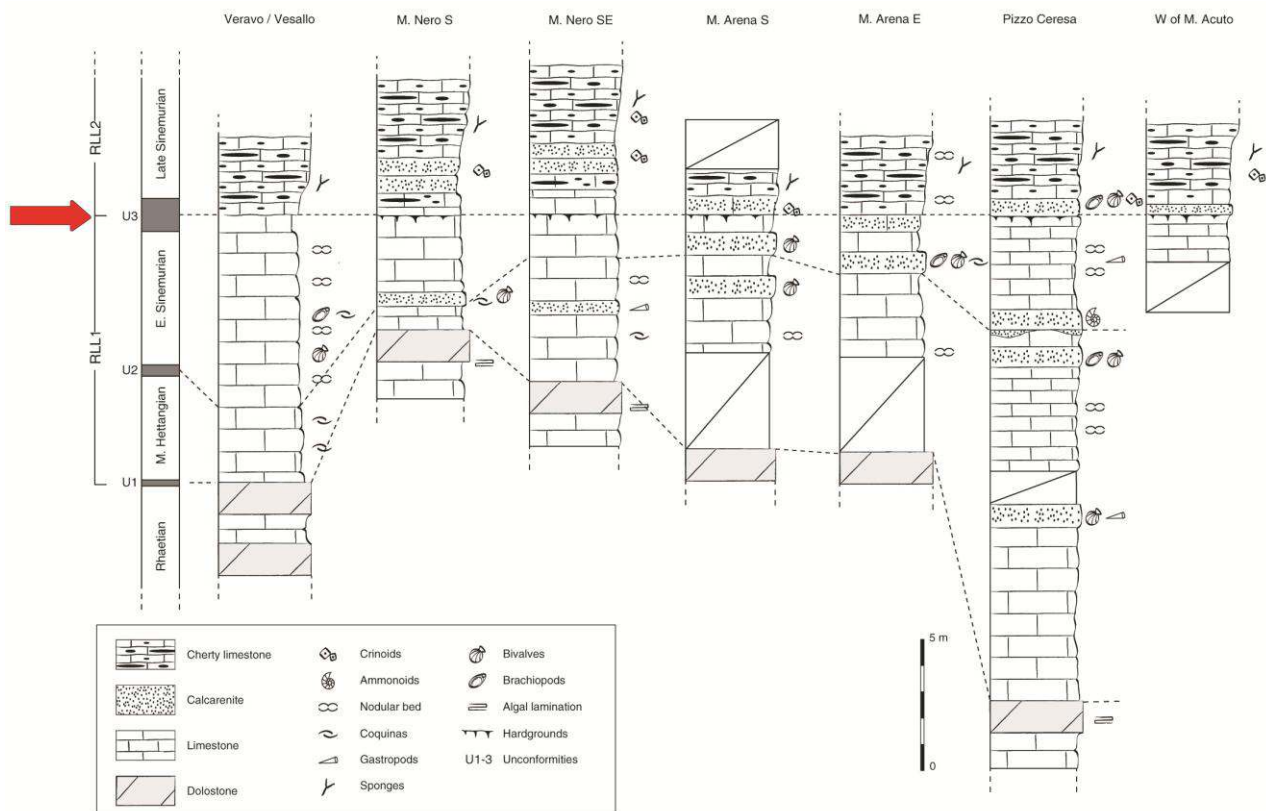 Veravo / Vesallo
M. Nero S
M. Nero SE
M. Arena S
M. Arena E
Pizzo Ceresa
W of M. Acuto
RLL2
Late Sinemurian
U3
E. Sinemurian
RLL1
U2
M. Hettangian
U1
Rhaetian
5 m
0
Cherty limestone
Calcarenite
Limestone
Dolostone
Crinoids
Ammonoids
Nodular bed
Coquinas
Gastropods
Sponges
Bivalves
Brachiopods
Algal lamination
Hardgrounds
U1-3 Unconformities